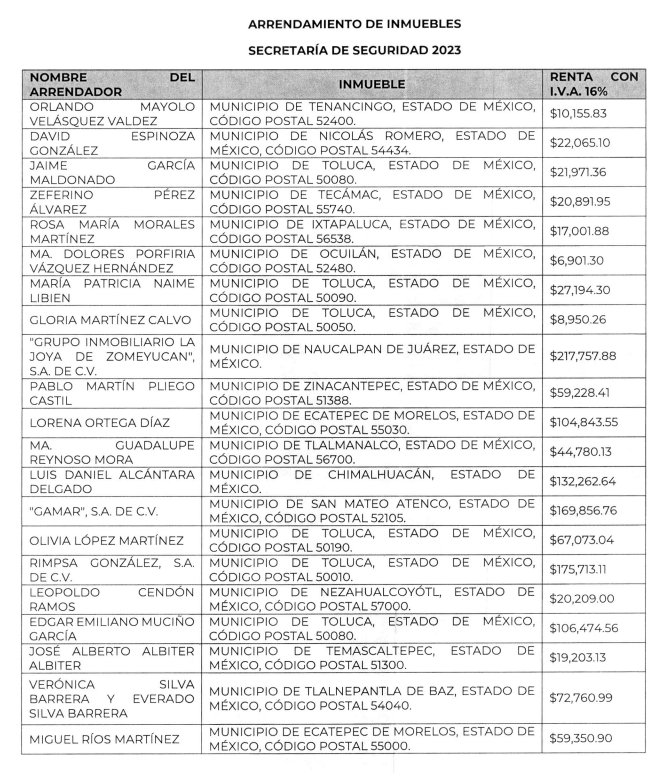 ARRENDAMIENTO DE INMUEBLES
SECRETARÍA DE SEGURIDAD 2023
NOMBRE DEL
ARRENDADOR
INMUEBLE
RENTA CON
I.V.A. 16%
ORLANDO MAYOLO
VELÁSQUEZ VALDEZ
MUNICIPIO DE TENANCINGO, ESTADO DE MÉXICO,
CÓDIGO POSTAL 52400.
$10,155.83
DAVID ESPINOZA
GONZÁLEZ
MUNICIPIO DE NICOLÁS ROMERO, ESTADO DE
MÉXICO, CÓDIGO POSTAL 54434.
$22,065.10
JAIME GARCÍA
MALDONADO
MUNICIPIO DE TOLUCA, ESTADO DE MÉXICO,
CÓDIGO POSTAL 50080.
$21,971.36
ZEFERINO PÉREZ
ÁLVAREZ
MUNICIPIO DE TECÁMAC, ESTADO DE MÉXICO,
CÓDIGO POSTAL 55740.
$20,891.95
ROSA MARÍA MORALES
MARTÍNEZ
MUNICIPIO DE IXTAPALUCA, ESTADO DE MÉXICO,
CÓDIGO POSTAL 56538.
$17,001.88
MA. DOLORES PORFIRIA
VÁZQUEZ HERNÁNDEZ
MUNICIPIO DE OCUILÁN, ESTADO DE MÉXICO,
CÓDIGO POSTAL 52480.
$6,901.30
MARÍA PATRICIA NAIME
LIBIEN
MUNICIPIO DE TOLUCA, ESTADO DE MÉXICO,
CÓDIGO POSTAL 50090.
$27,194.30
GLORIA MARTÍNEZ CALVO
MUNICIPIO DE TOLUCA, ESTADO DE MÉXICO,
CÓDIGO POSTAL 50050.
$8,950.26
"GRUPO INMOBILIARIO LA
JOYA DE ZOMEYUCAN",
S.A. DE C.V.
MUNICIPIO DE NAUCALPAN DE JUÁREZ, ESTADO DE
MÉXICO.
$217,757.88
PABLO MARTÍN PLIEGO
CASTIL
MUNICIPIO DE ZINACANTEPEC, ESTADO DE MÉXICO,
CÓDIGO POSTAL 51388.
$59,228.41
LORENA ORTEGA DÍAZ
MUNICIPIO DE ECATEPEC DE MORELOS, ESTADO DE
MÉXICO, CÓDIGO POSTAL 55030.
$104,843.55
MA. GUADALUPE
REYNOSO MORA
MUNICIPIO DE TLALMANALCO, ESTADO DE MÉXICO,
CÓDIGO POSTAL 56700.
$44,780.13
LUIS DANIEL ALCÁNTARA
DELGADO
MUNICIPIO DE CHIMALHUACÁN, ESTADO DE
MÉXICO.
$132,262.64
"GAMAR", S.A. DE C.V.
MUNICIPIO DE SAN MATEO ATENCO, ESTADO DE
MÉXICO, CÓDIGO POSTAL 52105.
$169,856.76
OLIVIA LÓPEZ MARTÍNEZ
MUNICIPIO DE TOLUCA, ESTADO DE MÉXICO,
CÓDIGO POSTAL 50190.
$67,073.04
RIMPSA GONZÁLEZ, S.A.
DE C.V.
MUNICIPIO DE TOLUCA, ESTADO DE MÉXICO,
CÓDIGO POSTAL 50010.
$175,713.11
LEOPOLDO CENDÓN
RAMOS
MUNICIPIO DE NEZAHUALCOYÓTL, ESTADO DE
MÉXICO, CÓDIGO POSTAL 57000.
$20,209.00
EDGAR EMILIANO MUCIÑO
GARCÍA
MUNICIPIO DE TOLUCA, ESTADO DE MÉXICO,
CÓDIGO POSTAL 50080.
$106,474.56
JOSÉ ALBERTO ALBITER
ALBITER
MUNICIPIO DE TEMASCALTEPEC, ESTADO DE
MÉXICO, CÓDIGO POSTAL 51300.
$19,203.13
VERÓNICA SILVA
BARRERA Y EVERADO
SILVA BARRERA
MUNICIPIO DE TLALNEPANTLA DE BAZ, ESTADO DE
MÉXICO, CÓDIGO POSTAL 54040.
$72,760.99
MIGUEL RÍOS MARTÍNEZ
MUNICIPIO DE ECATEPEC DE MORELOS, ESTADO DE
MÉXICO, CÓDIGO POSTAL 55000.
$59,350.90